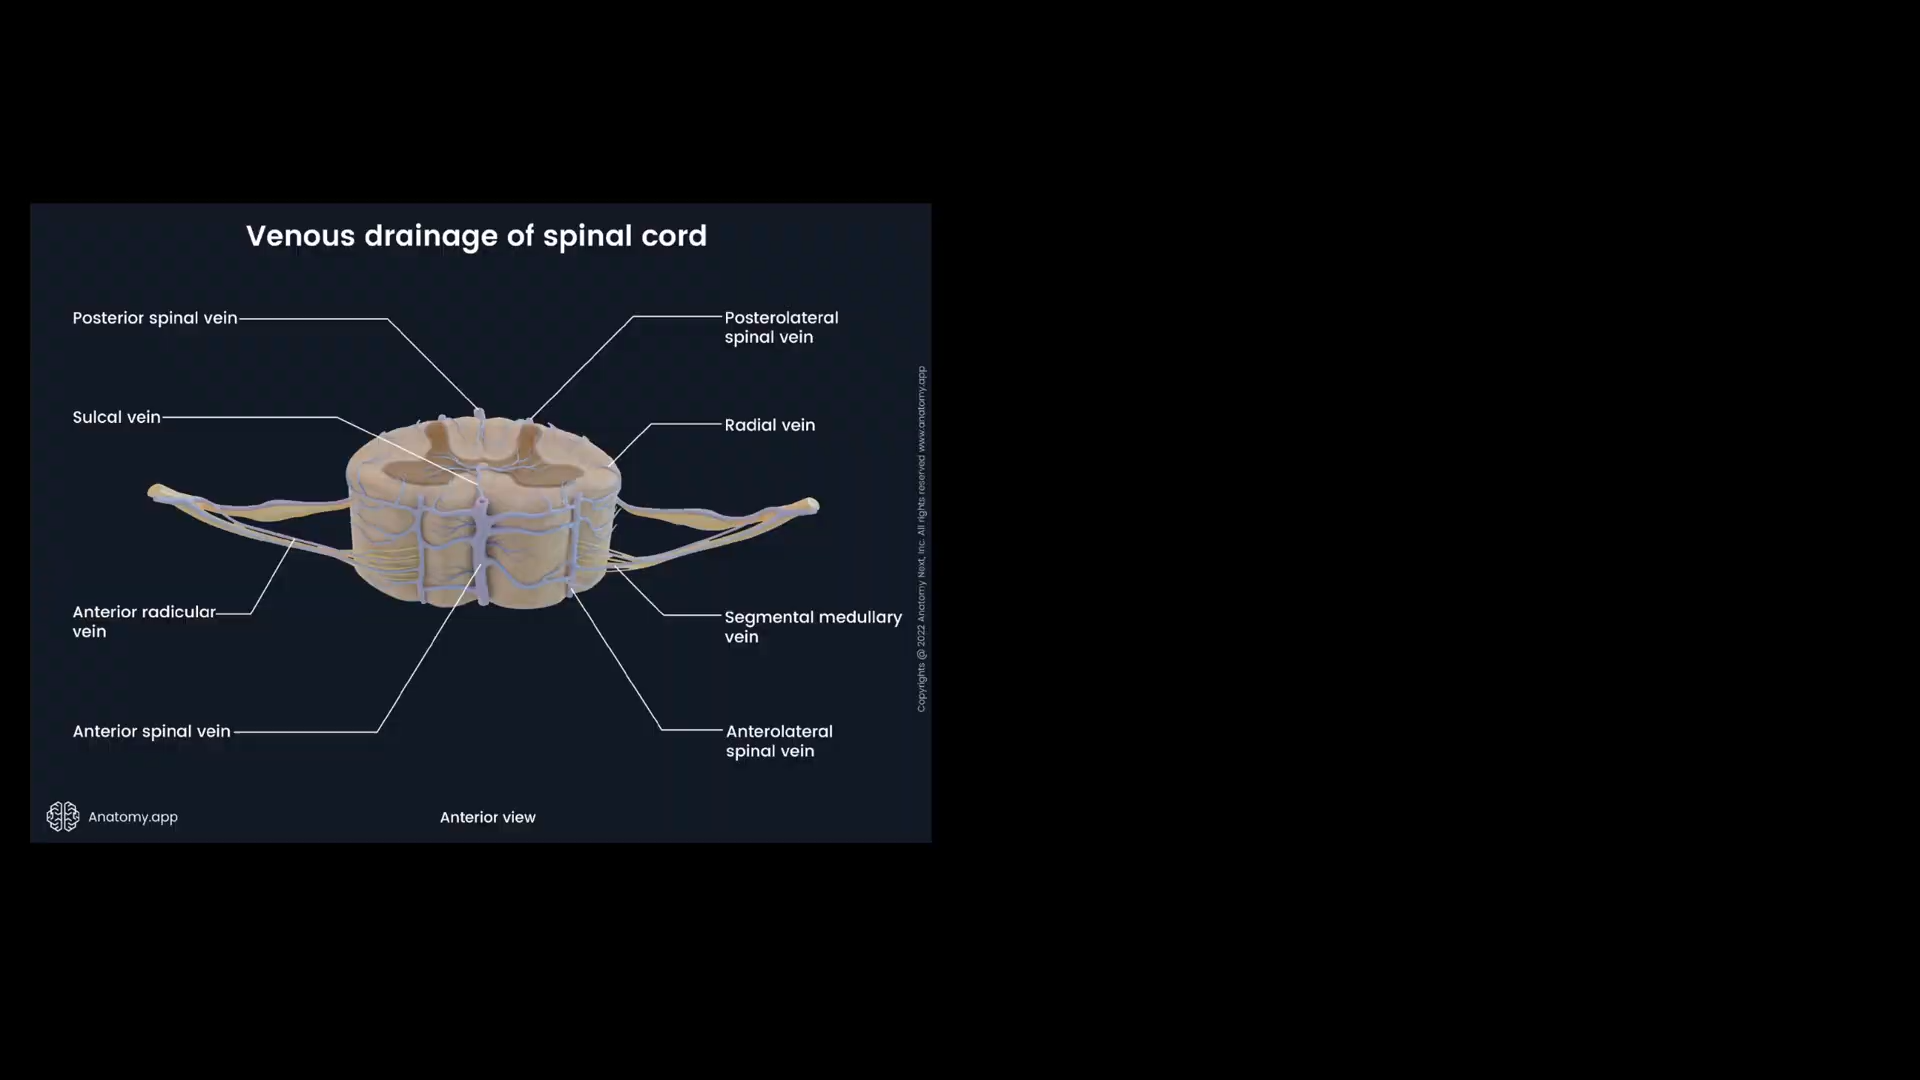 Venous drainage of spinal cord
Posterior spinal vein
Posterolateral
spinal vein
Sulcal vein
Radial vein
Anterior radicular
vein
Segmental medullary
vein
Anterior spinal vein
Anterolateral
spinal vein
Anatomy.app
Anterior view
Copyrights @ 2022 Anatomy Next, Inc. All rights reserved www.anatomy.app